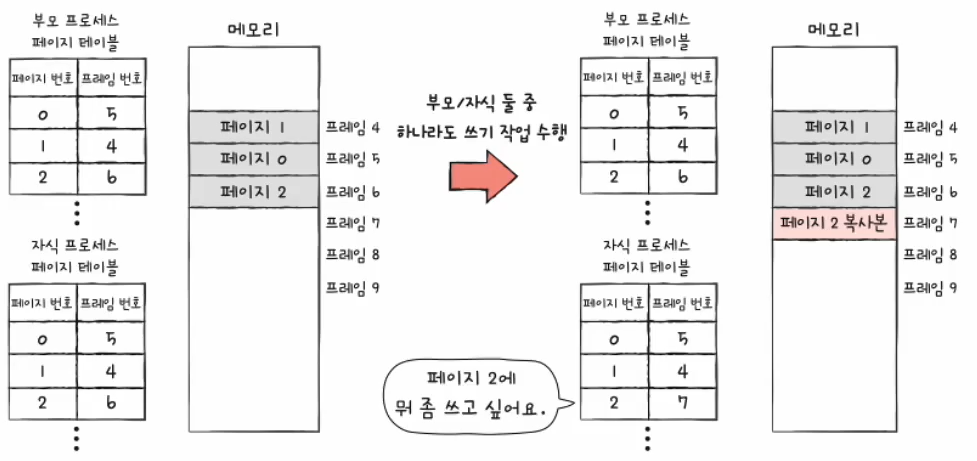 부모 프로세스
페이지 테이블
페이지 번호 프레임 번호
0 5
1 4
2 6
자식 프로세스
페이지 테이블
페이지 번호 프레임 번호
0 5
1 4
2 6
메모리
페이지 1 프레임 4
페이지 0 프레임 5
페이지 2 프레임 6
프레임 7
프레임 8
프레임 9
부모/자식 둘 중
하나라도 쓰기 작업 수행
부모 프로세스
페이지 테이블
페이지 번호 프레임 번호
0 5
1 4
2 6
자식 프로세스
페이지 테이블
페이지 번호 프레임 번호
0 5
1 4
2 7
페이지 2에
뭐 좀 쓰고 싶어요.
메모리
페이지 1 프레임 4
페이지 0 프레임 5
페이지 2 프레임 6
페이지 2 복사본 프레임 7
프레임 8
프레임 9